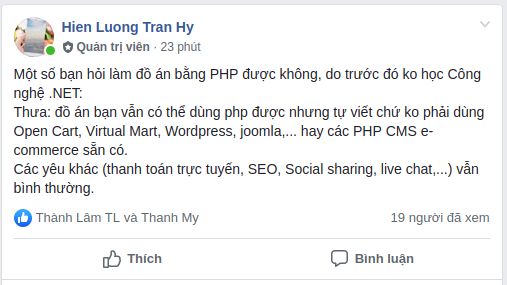 Hien Luong Tran Hy
Quản trị viên · 23 phút
Một số bạn hỏi làm đồ án bằng PHP được không, do trước đó ko học Công
nghệ .NET:
Thưa: đồ án bạn vẫn có thể dùng php được nhưng tự viết chứ ko phải dùng
Open Cart, Virtual Mart, Wordpress, joomla,... hay các PHP CMS e-
commerce sẵn có.
Các yêu khác (thanh toán trực tuyến, SEO, Social sharing, live chat,...) vẫn
bình thường.
Thành Lâm TL và Thanh My 19 người đã xem
Thích Bình luận